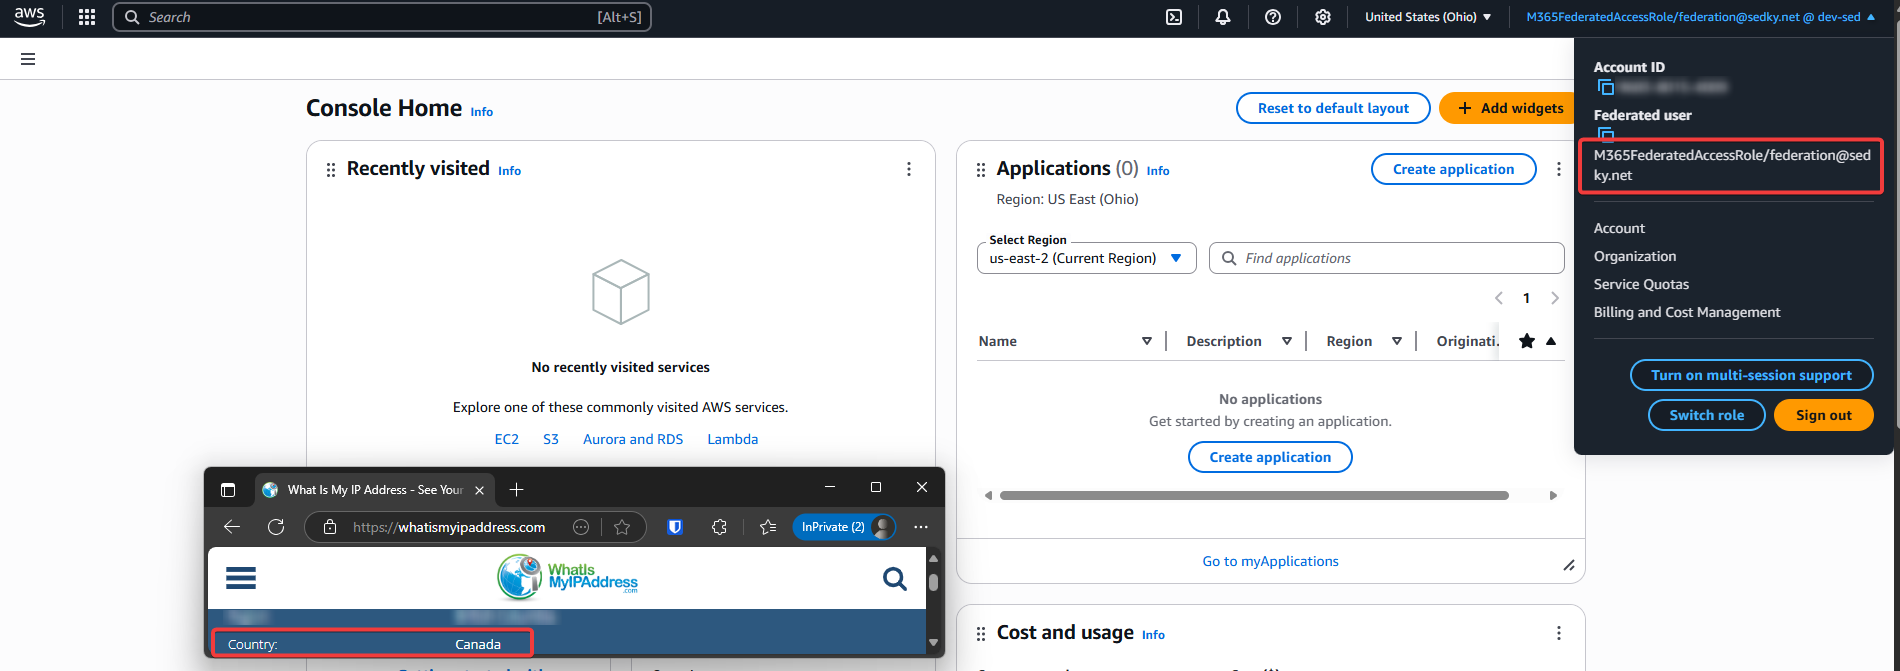 aws
Search
[Alt+S]
United States (Ohio)
M365FederatedAccessRole/federation@sedky.net @ dev-sed
Account ID
Federated user
M365FederatedAccessRole/federation@sed
ky.net
Account
Organization
Service Quotas
Billing and Cost Management
Turn on multi-session support
Switch role
Sign out
Console Home Info
Reset to default layout
+ Add widgets
Recently visited Info
No recently visited services
Explore one of these commonly visited AWS services.
EC2 S3 Aurora and RDS Lambda
Applications (0) Info
Create application
Region: US East (Ohio)
Select Region
us-east-2 (Current Region)
Find applications
1
Name Description Region Originati.
No applications
Get started by creating an application.
Create application
Go to myApplications
Cost and usage Info
What Is My IP Address - See Your
https://whatismyipaddress.com
InPrivate (2)
WhatIs
MyIPAddress
.com
Country: Canada